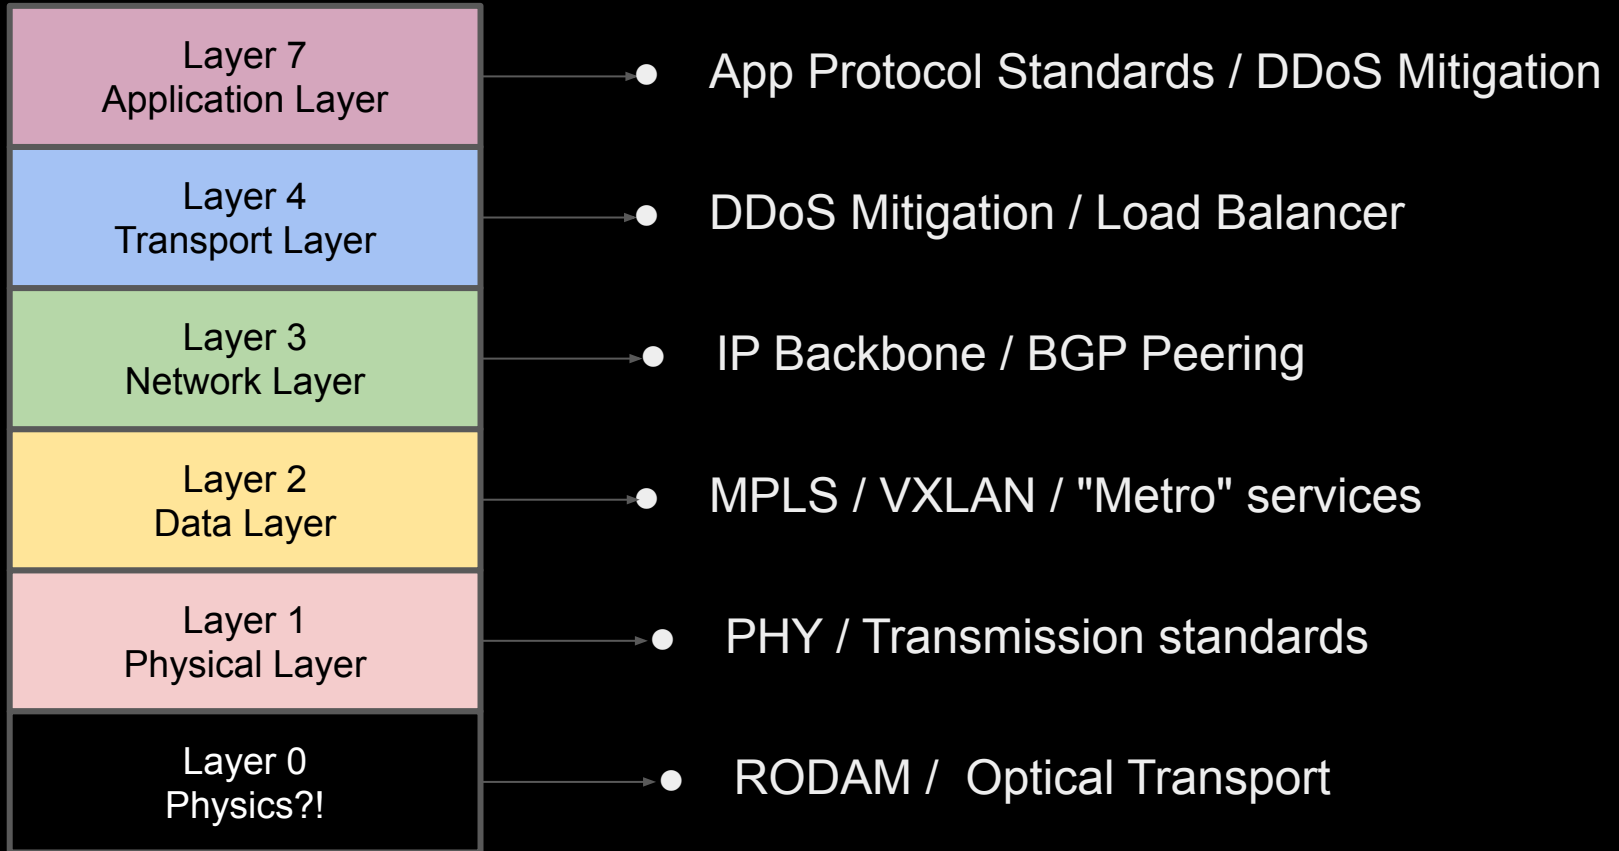 Layer 7
Application Layer
App Protocol Standards / DDoS Mitigation
Layer 4
Transport Layer
DDoS Mitigation / Load Balancer
Layer 3
Network Layer
IP Backbone / BGP Peering
Layer 2
Data Layer
MPLS / VXLAN / "Metro" services
Layer 1
Physical Layer
PHY / Transmission standards
Layer 0
Physics?!
RODAM / Optical Transport